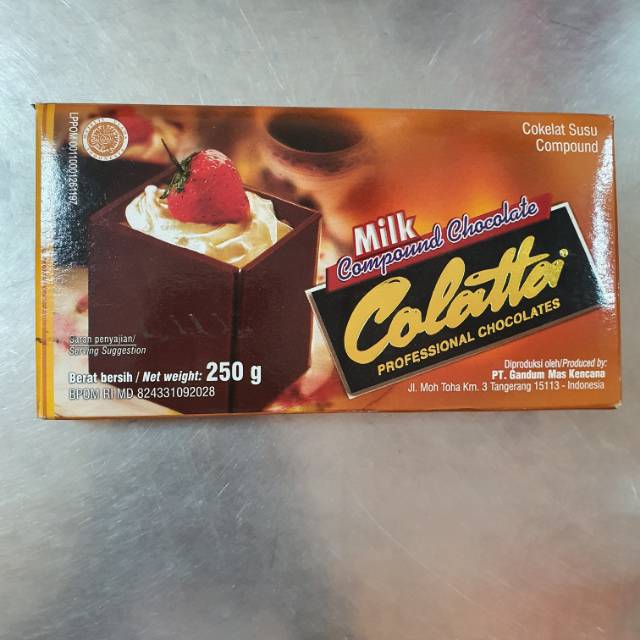 LPPOM 00110001261197
Cokelat Susu
Compound
Milk
Compound Chocolate
Colatta®
PROFESSIONAL CHOCOLATES
Saran penyajian/
Serving Suggestion
Berat bersih / Net weight: 250 g
BPOM RI MD 824331092028
Diproduksi oleh/Produced by:
PT. Gandum Mas Kencana
Jl. Moh Toha Km. 3 Tangerang 15113 - Indonesia